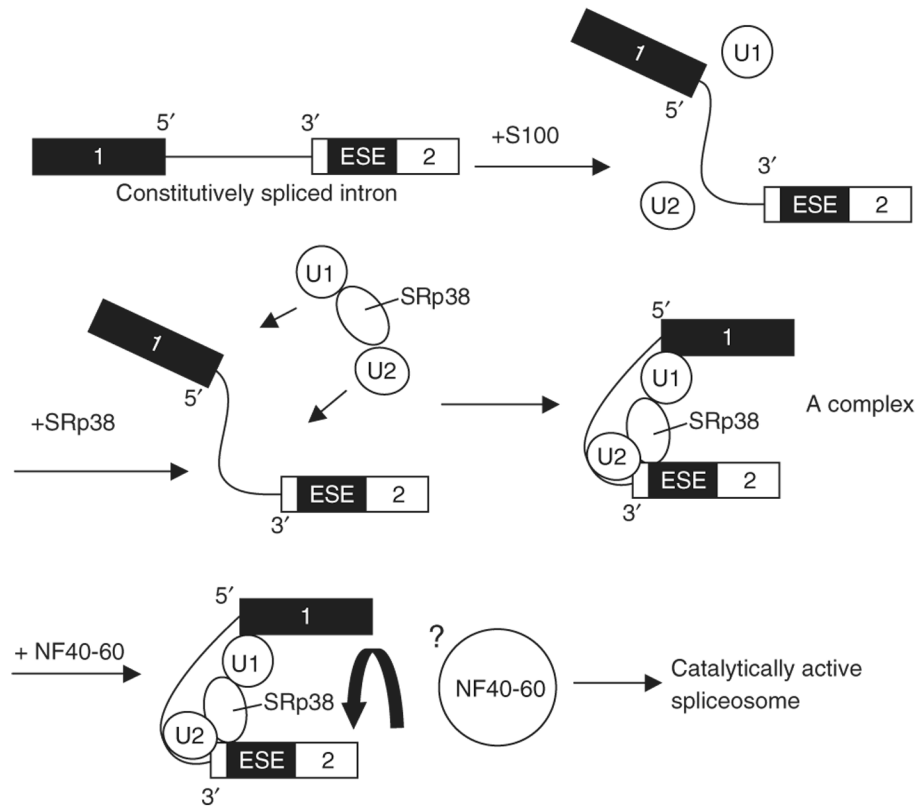 1
5′
3′
ESE
2
Constitutively spliced intron
+S100
1
5′
U1
U2
3′
ESE
2
+SRp38
1
5′
U1
SRp38
U2
3′
ESE
2
5′
1
U1
SRp38
U2
ESE
2
3′
A complex
+ NF40-60
5′
1
U1
SRp38
U2
ESE
2
3′
?
NF40-60
Catalytically active
spliceosome